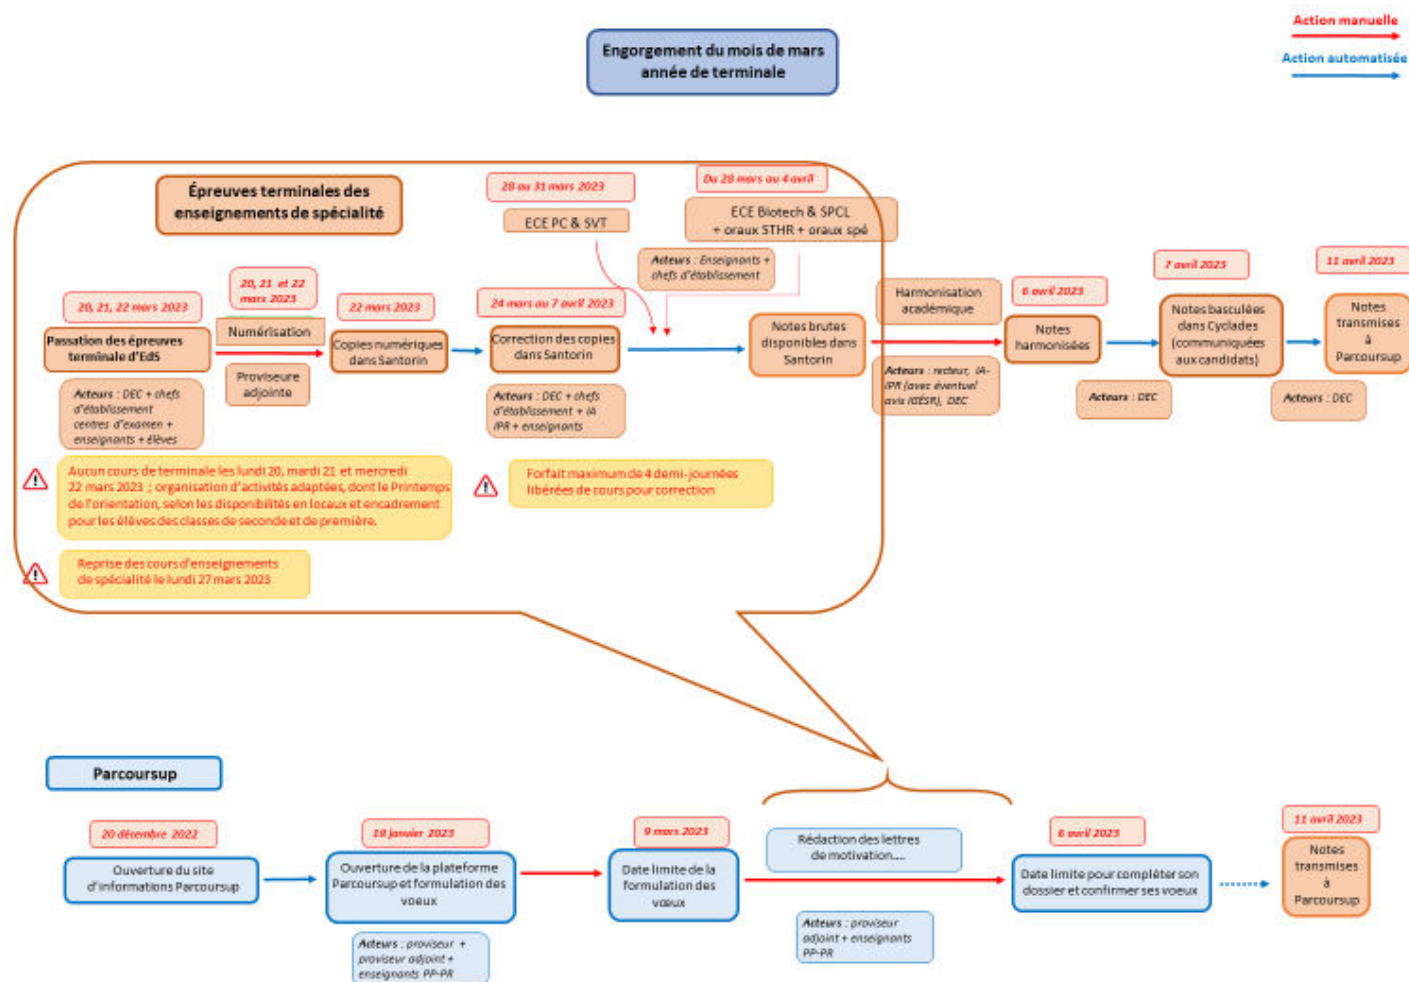 Action manuelle
Action automatisée
Engorgement du mois de mars
année de terminale
Épreuves terminales des
enseignements de spécialité
28 au 31 mars 2023
ECE PC & SVT
Du 28 mars au 4 avril
ECE Biotech & SPCL
+ oraux STHR + oraux spé
Acteurs : Enseignants +
chefs d'établissement
20, 21, 22 mars 2023
Passation des épreuves
terminale d'EdS
Acteurs : DEC + chefs
d'établissement
centres d'examen +
enseignants + élèves
20, 21 et 22
mars 2023
Numérisation
Proviseure
adjointe
22 mars 2023
Copies numériques
dans Santorin
24 mars au 7 avril 2023
Correction des copies
dans Santorin
Acteurs : DEC + chefs
d'établissement + IA
IPR + enseignants
Notes brutes
disponibles dans
Santorin
Harmonisation
académique
Acteurs : recteur, IA-
IPR (avec éventuel
avis IGÉSR), DEC
6 avril 2023
Notes
harmonisées
Acteurs : DEC
7 avril 2023
Notes basculées
dans Cyclades
(communiquées
aux candidats)
Acteurs : DEC
11 avril 2023
Notes
transmises
à
Parcoursup
Aucun cours de terminale les lundi 20, mardi 21 et mercredi
22 mars 2023 ; organisation d'activités adaptées, dont le Printemps
de l'orientation, selon les disponibilités en locaux et encadrement
pour les élèves des classes de seconde et de première.
Forfait maximum de 4 demi-journées
libérées de cours pour correction
Reprise des cours d'enseignements
de spécialité le lundi 27 mars 2023
Parcoursup
20 décembre 2022
Ouverture du site
d'informations Parcoursup
18 janvier 2023
Ouverture de la plateforme
Parcoursup et formulation des
voeux
Acteurs : proviseur +
proviseur adjoint +
enseignants PP-PR
9 mars 2023
Date limite de la
formulation des
vœux
Rédaction des lettres
de motivation....
Acteurs : proviseur
adjoint + enseignants
PP-PR
6 avril 2023
Date limite pour compléter son
dossier et confirmer ses voeux
11 avril 2023
Notes
transmises
à
Parcoursup